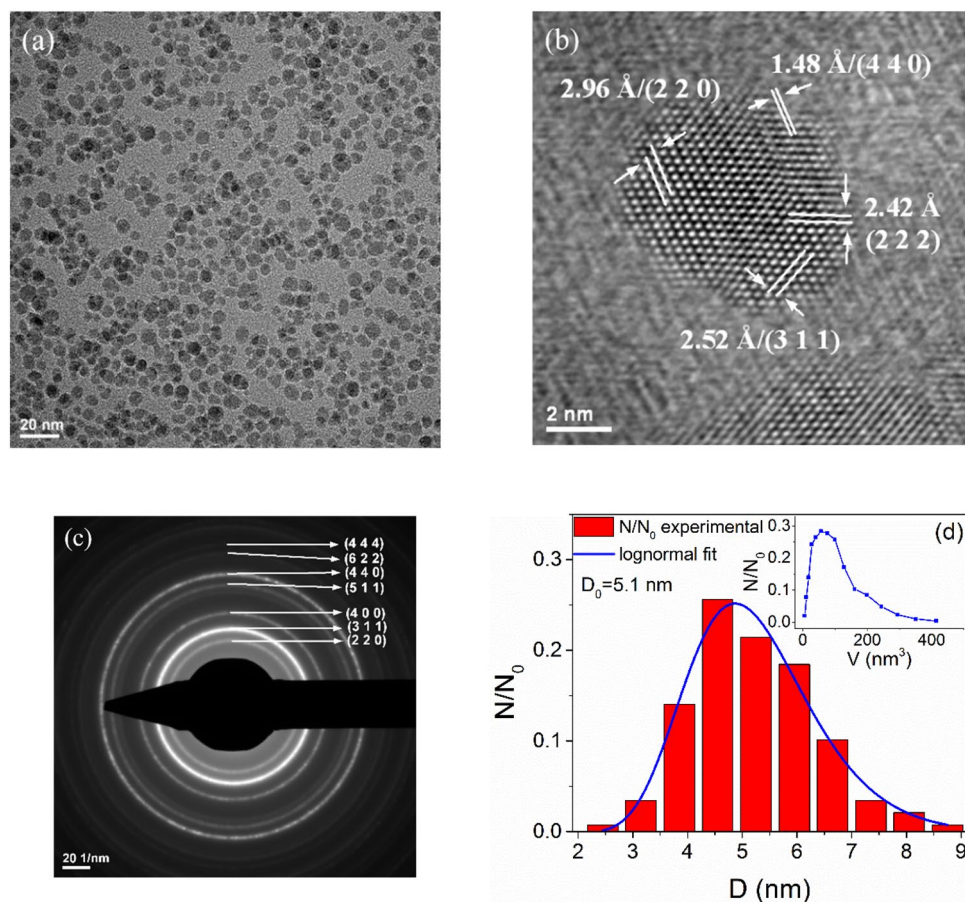 (a)
20 nm
(b)
2.96 Å/(2 2 0)
1.48 Å/(4 4 0)
2.42 Å
(2 2 2)
2.52 Å/(3 1 1)
2 nm
(c)
(4 4 4)
(6 2 2)
(4 4 0)
(5 1 1)
(4 0 0)
(3 1 1)
(2 2 0)
20 1/nm
(d)
N/N₀ experimental
lognormal fit
D₀=5.1 nm
N/N₀
0.3
0.2
0.1
0.0
2 3 4 5 6 7 8 9
D (nm)
N/N₀
0.3
0.2
0.1
0.0
0 200 400
V (nm³)